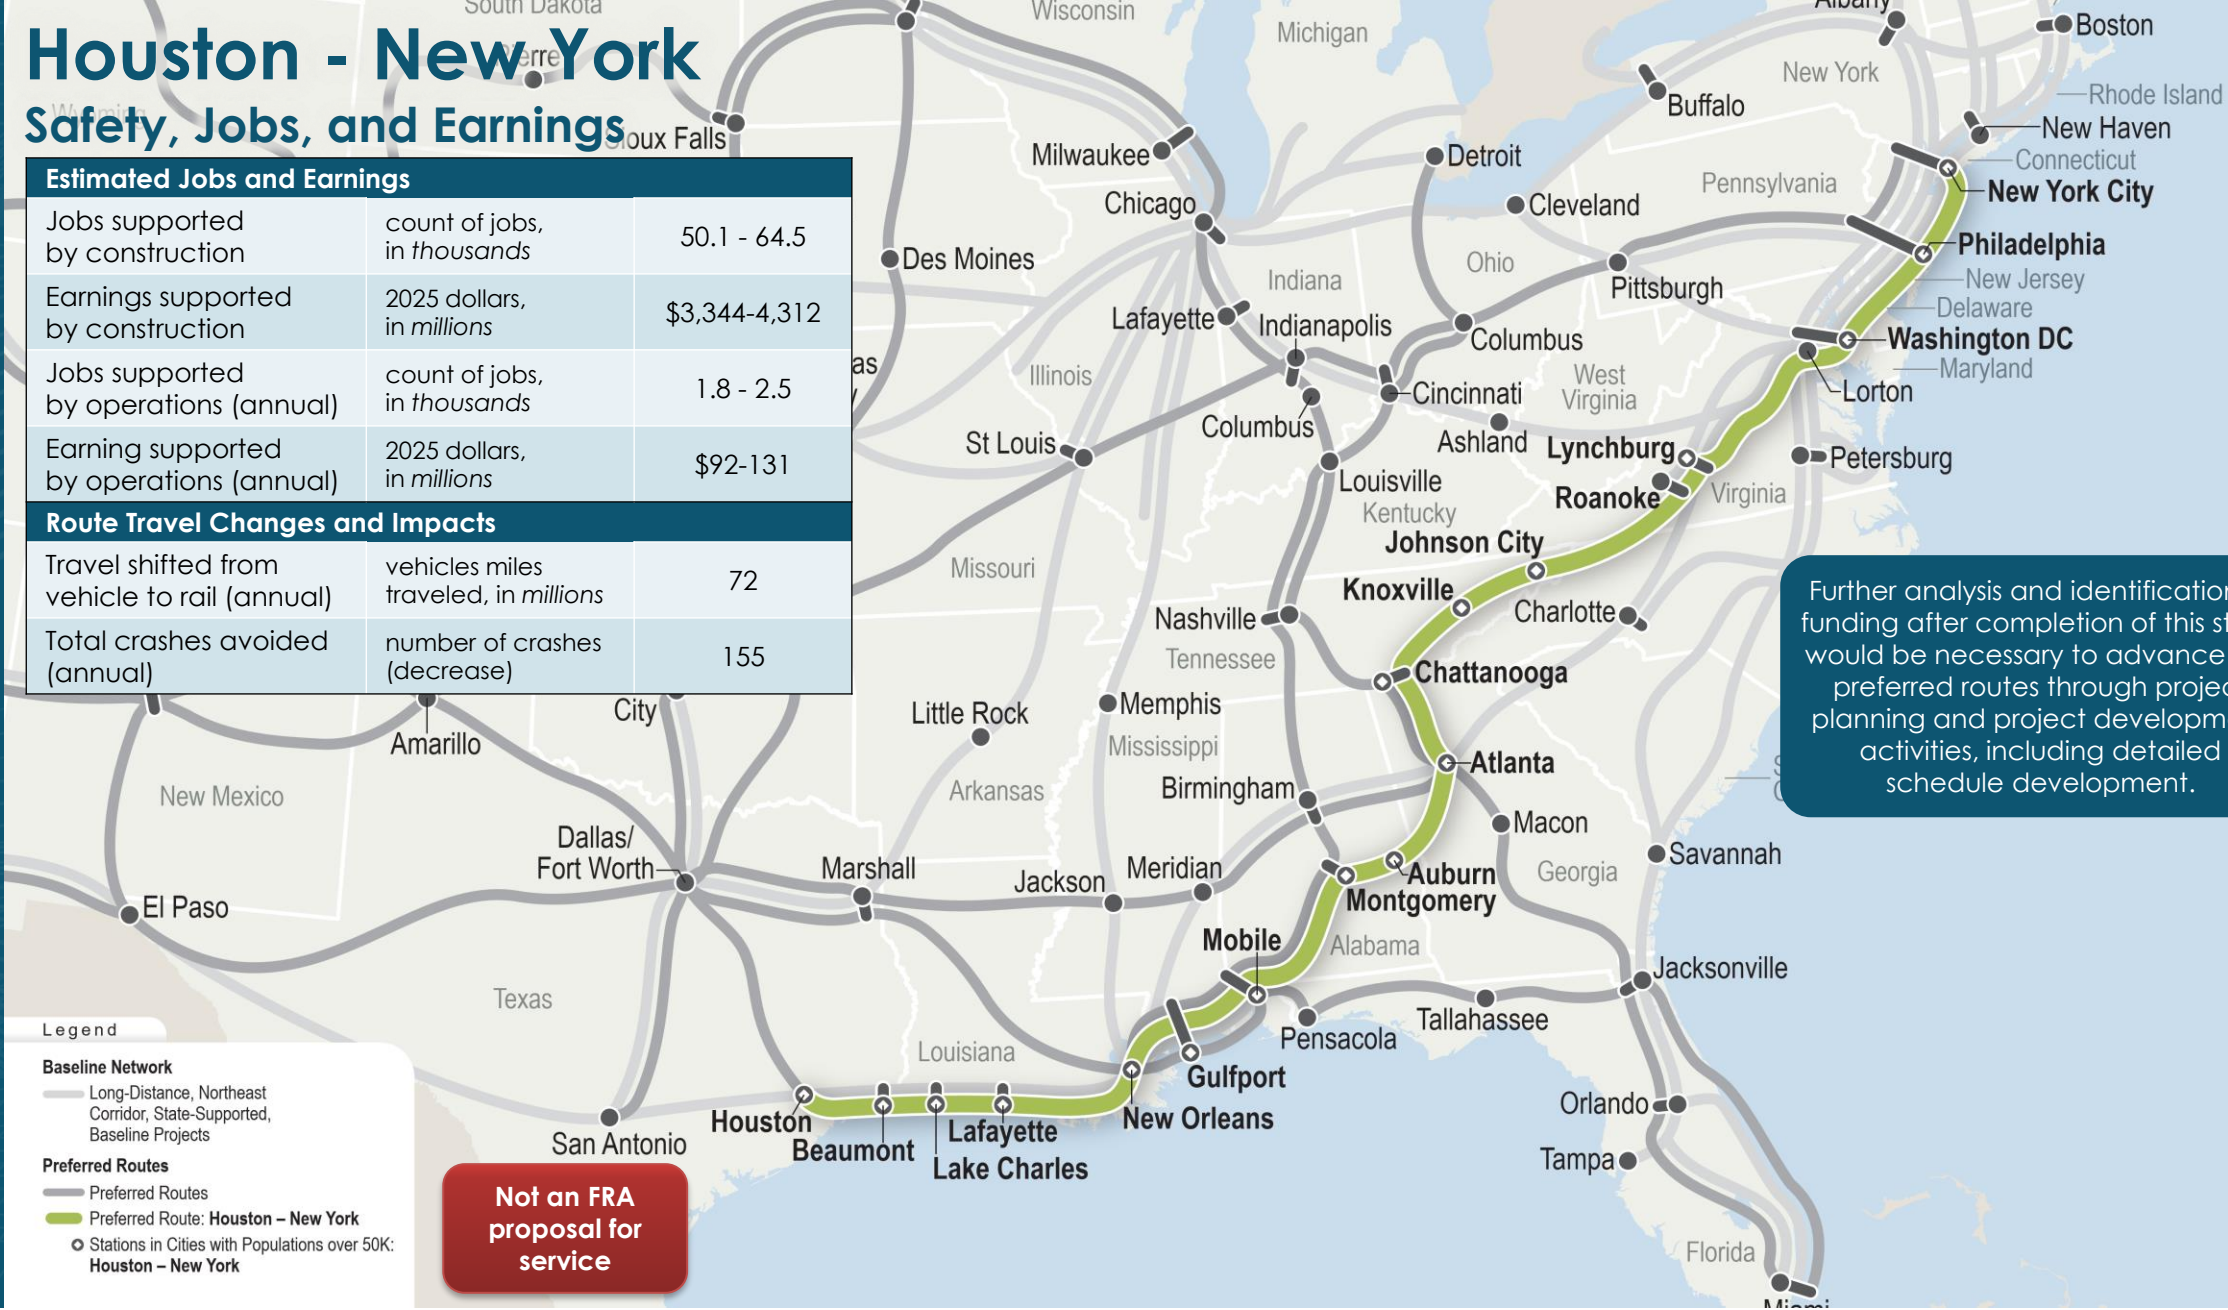 Houston - New York
Safety, Jobs, and Earnings
Estimated Jobs and Earnings
Jobs supported
by construction
count of jobs,
in thousands
50.1 - 64.5
Earnings supported
by construction
2025 dollars,
in millions
$3,344-4,312
Jobs supported
by operations (annual)
count of jobs,
in thousands
1.8 - 2.5
Earning supported
by operations (annual)
2025 dollars,
in millions
$92-131
Route Travel Changes and Impacts
Travel shifted from
vehicle to rail (annual)
vehicles miles
traveled, in millions
72
Total crashes avoided
(annual)
number of crashes
(decrease)
155
South Dakota
Wyoming
Wisconsin
Michigan
Albany
Boston
New York
Buffalo
Rhode Island
New Haven
Connecticut
New York City
Milwaukee
Detroit
Chicago
Cleveland
Pennsylvania
Philadelphia
Des Moines
Indiana
Ohio
Pittsburgh
New Jersey
Delaware
Lafayette
Indianapolis
Columbus
Washington DC
Maryland
Illinois
Cincinnati
West
Virginia
Lorton
Columbus
Ashland
Lynchburg
St Louis
Petersburg
Louisville
Roanoke
Virginia
Kentucky
Johnson City
Missouri
Knoxville
Nashville
Charlotte
Tennessee
Chattanooga
City
Little Rock
Memphis
Amarillo
Mississippi
Atlanta
New Mexico
Arkansas
Birmingham
Macon
Dallas/
Fort Worth
Marshall
Jackson
Meridian
Auburn
Georgia
Savannah
El Paso
Montgomery
Mobile
Alabama
Jacksonville
Texas
Tallahassee
Pensacola
Louisiana
Gulfport
Houston
Beaumont
Lafayette
Lake Charles
New Orleans
San Antonio
Orlando
Tampa
Florida
Miami
Further analysis and identification
funding after completion of this
would be necessary to advance
preferred routes through
planning and project
activities, including detailed
schedule development.
Legend
Baseline Network
Long-Distance, Northeast
Corridor, State-Supported,
Baseline Projects
Preferred Routes
Preferred Routes
Preferred Route: Houston – New York
Stations in Cities with Populations over 50K:
Houston – New York
Not an FRA
proposal for
service